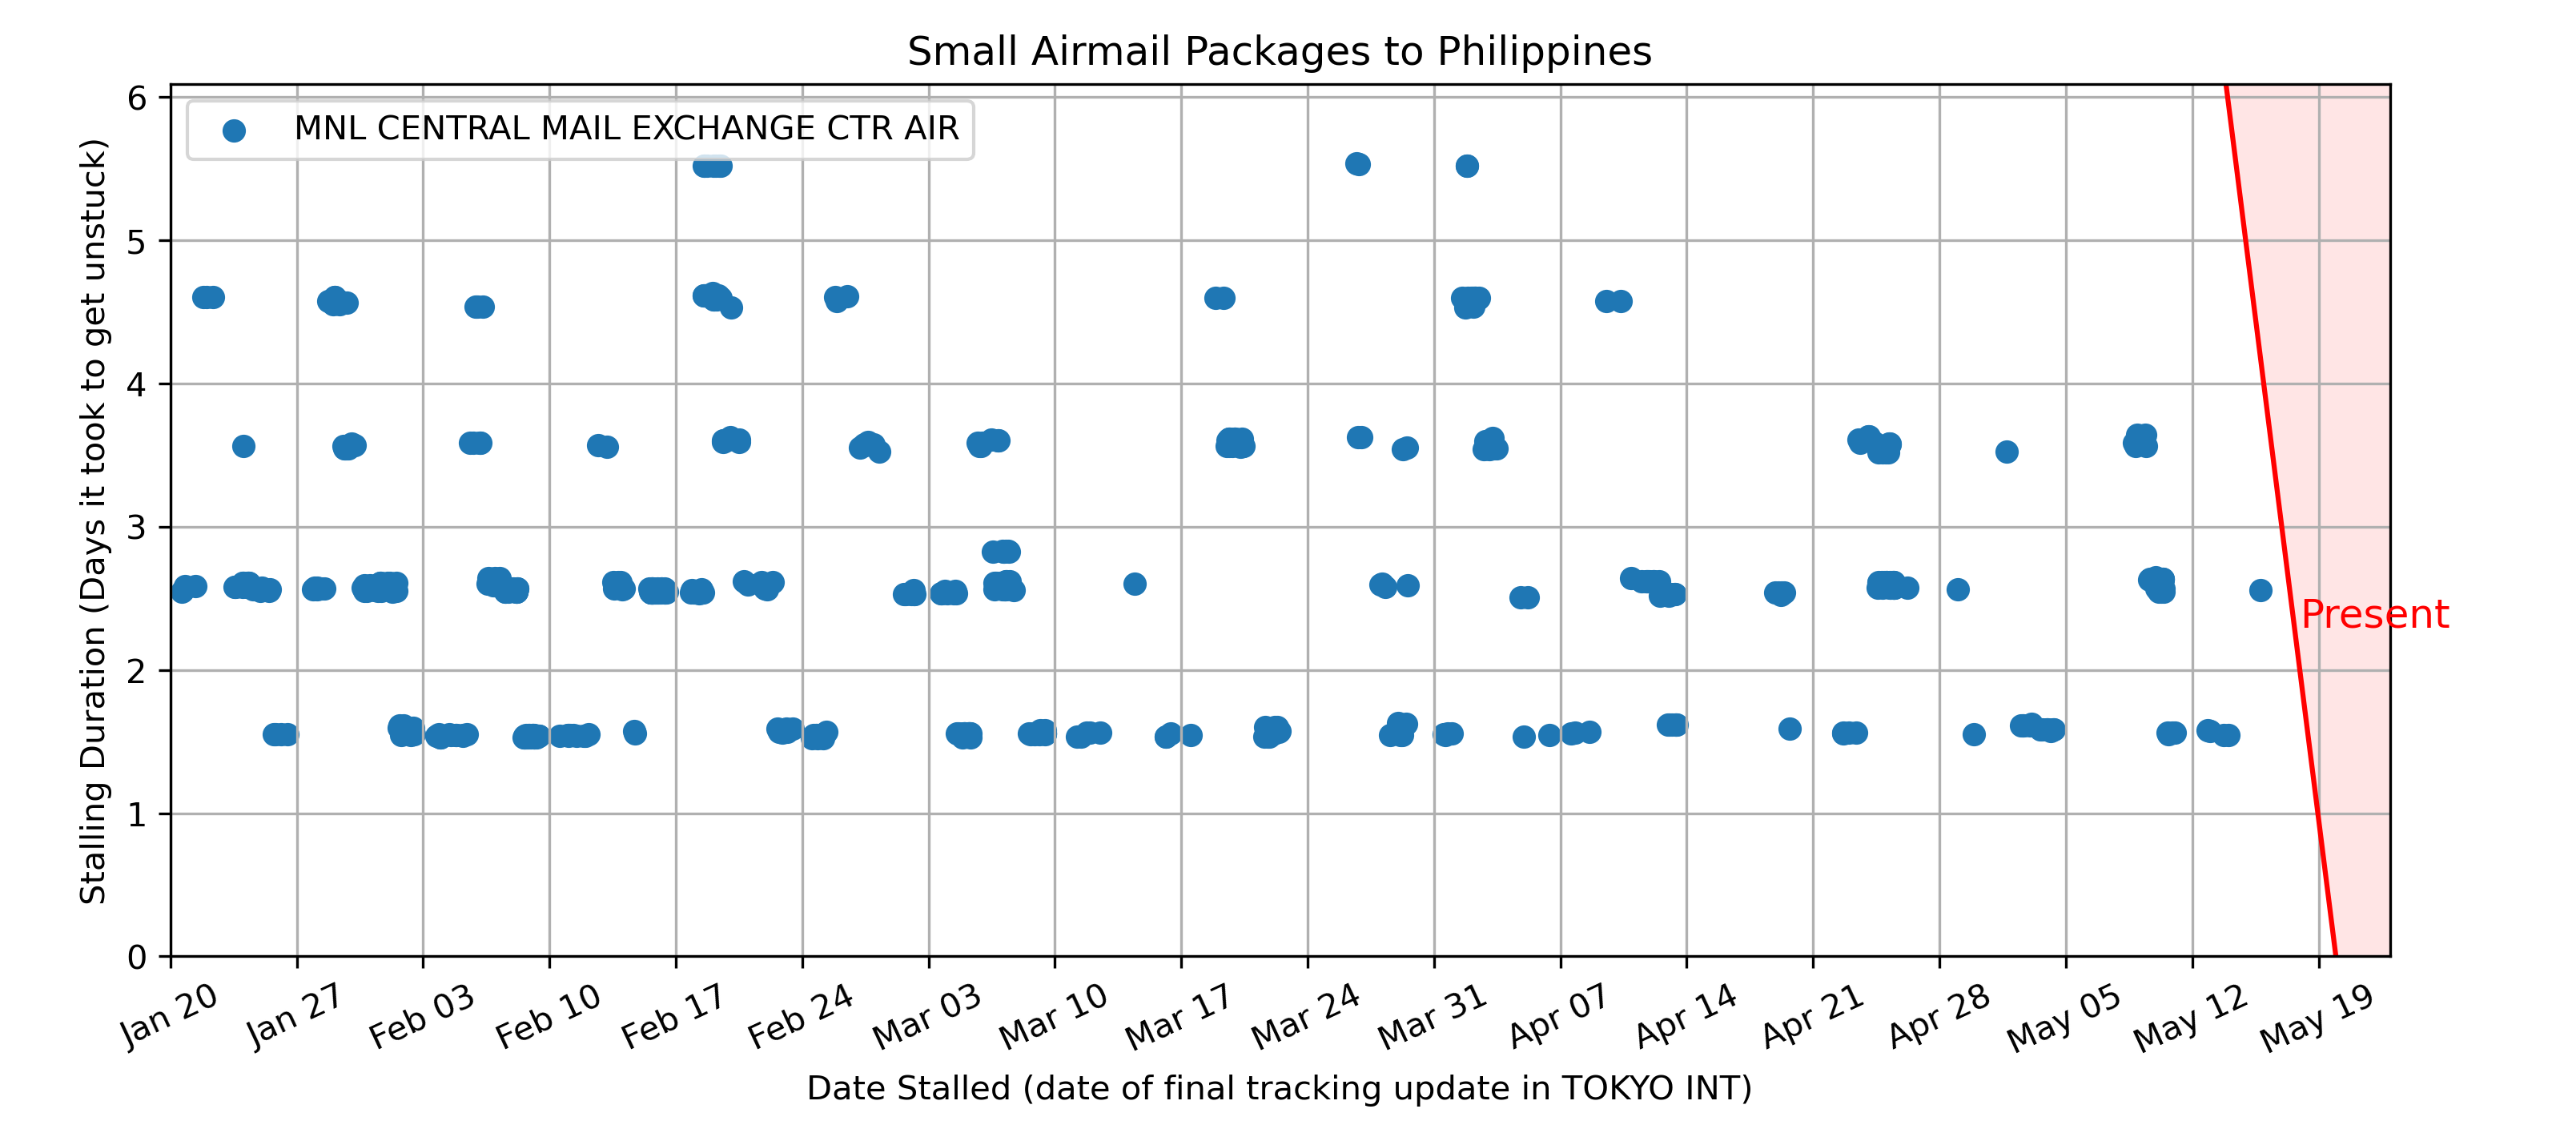 Small Airmail Packages to Philippines
MNL CENTRAL MAIL EXCHANGE CTR AIR
Stalling Duration (Days it took to get unstuck)
6
5
4
3
2
1
0
Present
Jan 20
Jan 27
Feb 03
Feb 10
Feb 17
Feb 24
Mar 03
Mar 10
Mar 17
Mar 24
Mar 31
Apr 07
Apr 14
Apr 21
Apr 28
May 05
May 12
May 19
Date Stalled (date of final tracking update in TOKYO INT)